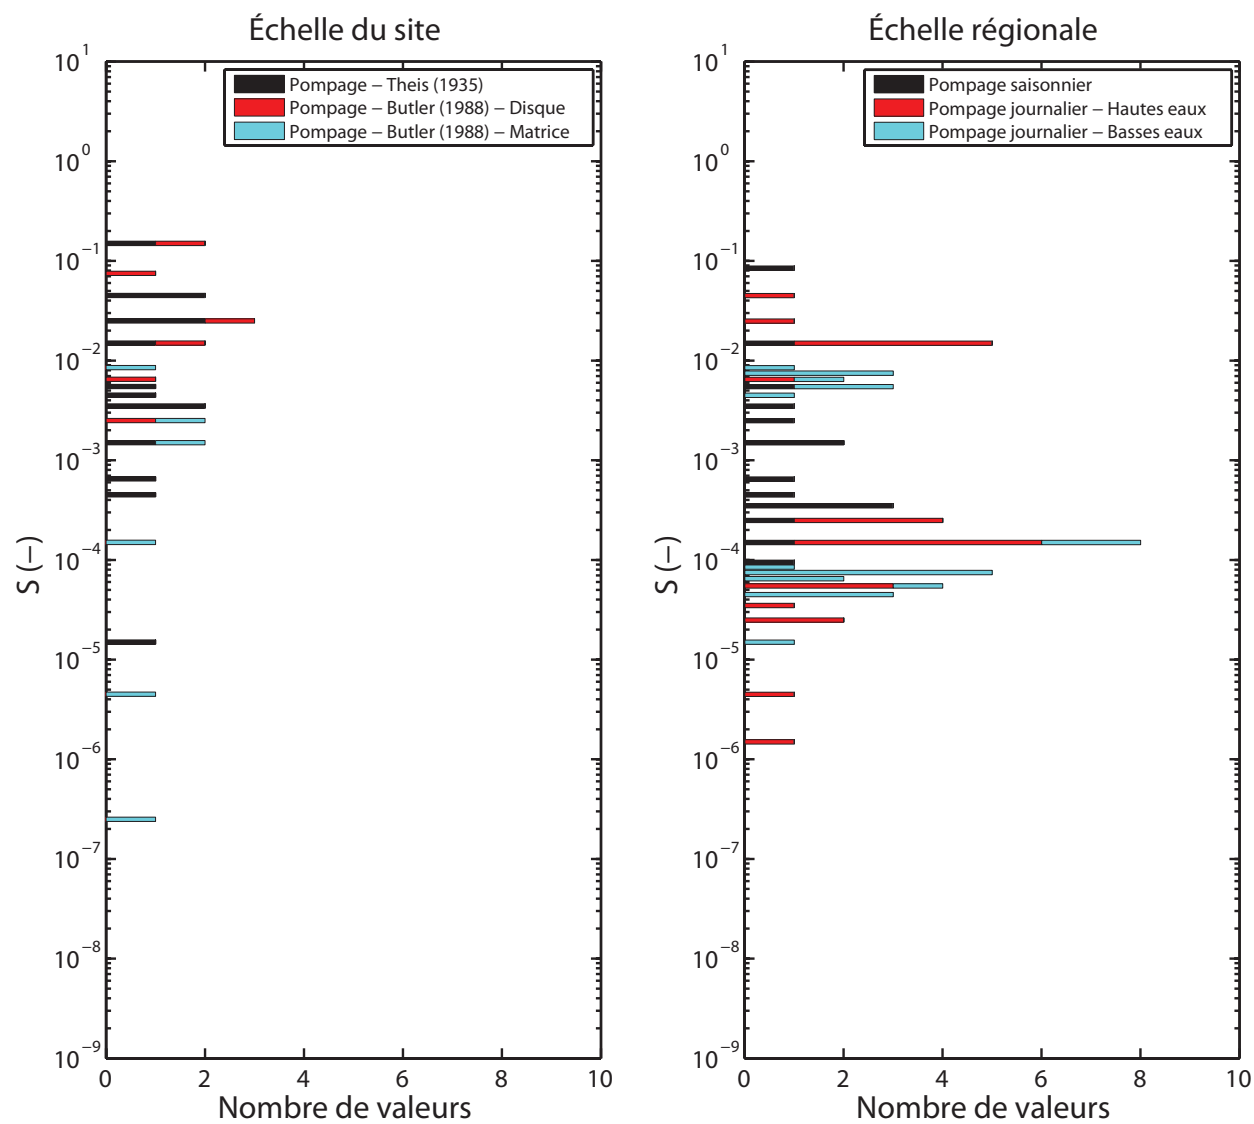 Échelle du site
10^1
10^0
10^−1
10^−2
10^−3
10^−4
10^−5
10^−6
10^−7
10^−8
10^−9
S (−)
Pompage − Theis (1935)
Pompage − Butler (1988) − Disque
Pompage − Butler (1988) − Matrice
0 2 4 6 8 10
Nombre de valeurs
Échelle régionale
10^1
10^0
10^−1
10^−2
10^−3
10^−4
10^−5
10^−6
10^−7
10^−8
10^−9
S (−)
Pompage saisonnier
Pompage journalier − Hautes eaux
Pompage journalier − Basses eaux
0 2 4 6 8 10
Nombre de valeurs